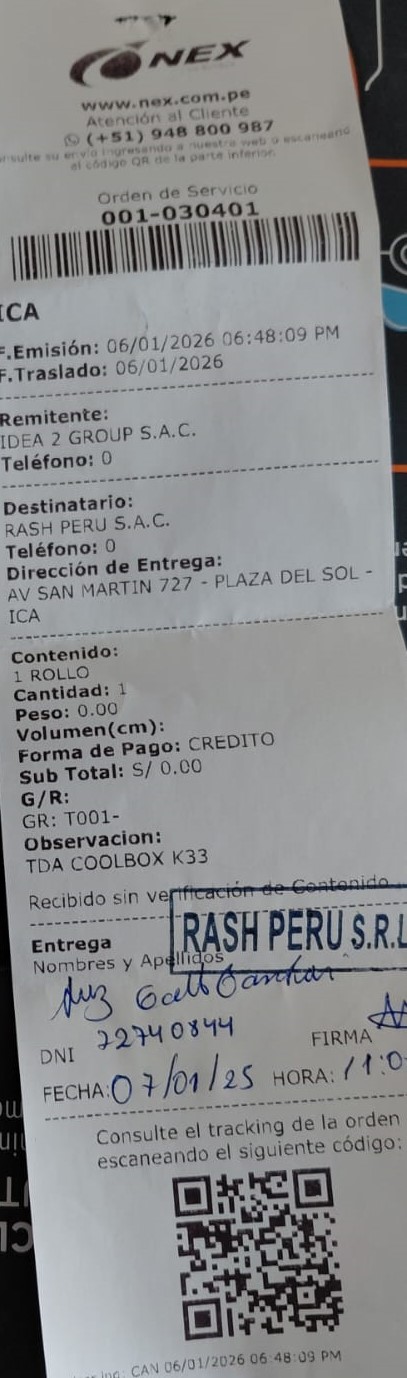 NEX
www.nex.com.pe
Atención al Cliente
(+51) 948 800 987
nsulte su envío ingresando a nuestra web o escaneand
el código QR de la parte inferior.
Orden de Servicio
001-030401
ICA
F.Emisión: 06/01/2026 06:48:09 PM
F.Traslado: 06/01/2026
Remitente:
IDEA 2 GROUP S.A.C.
Teléfono: 0
Destinatario:
RASH PERU S.A.C.
Teléfono: 0
Dirección de Entrega:
AV SAN MARTIN 727 - PLAZA DEL SOL -
ICA
Contenido:
1 ROLLO
Cantidad: 1
Peso: 0.00
Volumen(cm):
Forma de Pago: CREDITO
Sub Total: S/ 0.00
G/R:
GR: T001-
Observacion:
TDA COOLBOX K33
Recibido sin verificación de Contenido
RASH PERU S.R.L
Entrega
Nombres y Apellidos
Luz
DNI 72740844
FIRMA
FECHA: 07/01/25 HORA: 11:0
Consulte el tracking de la orden
escaneando el siguiente código:
CAN 06/01/2026 06:48:09 PM